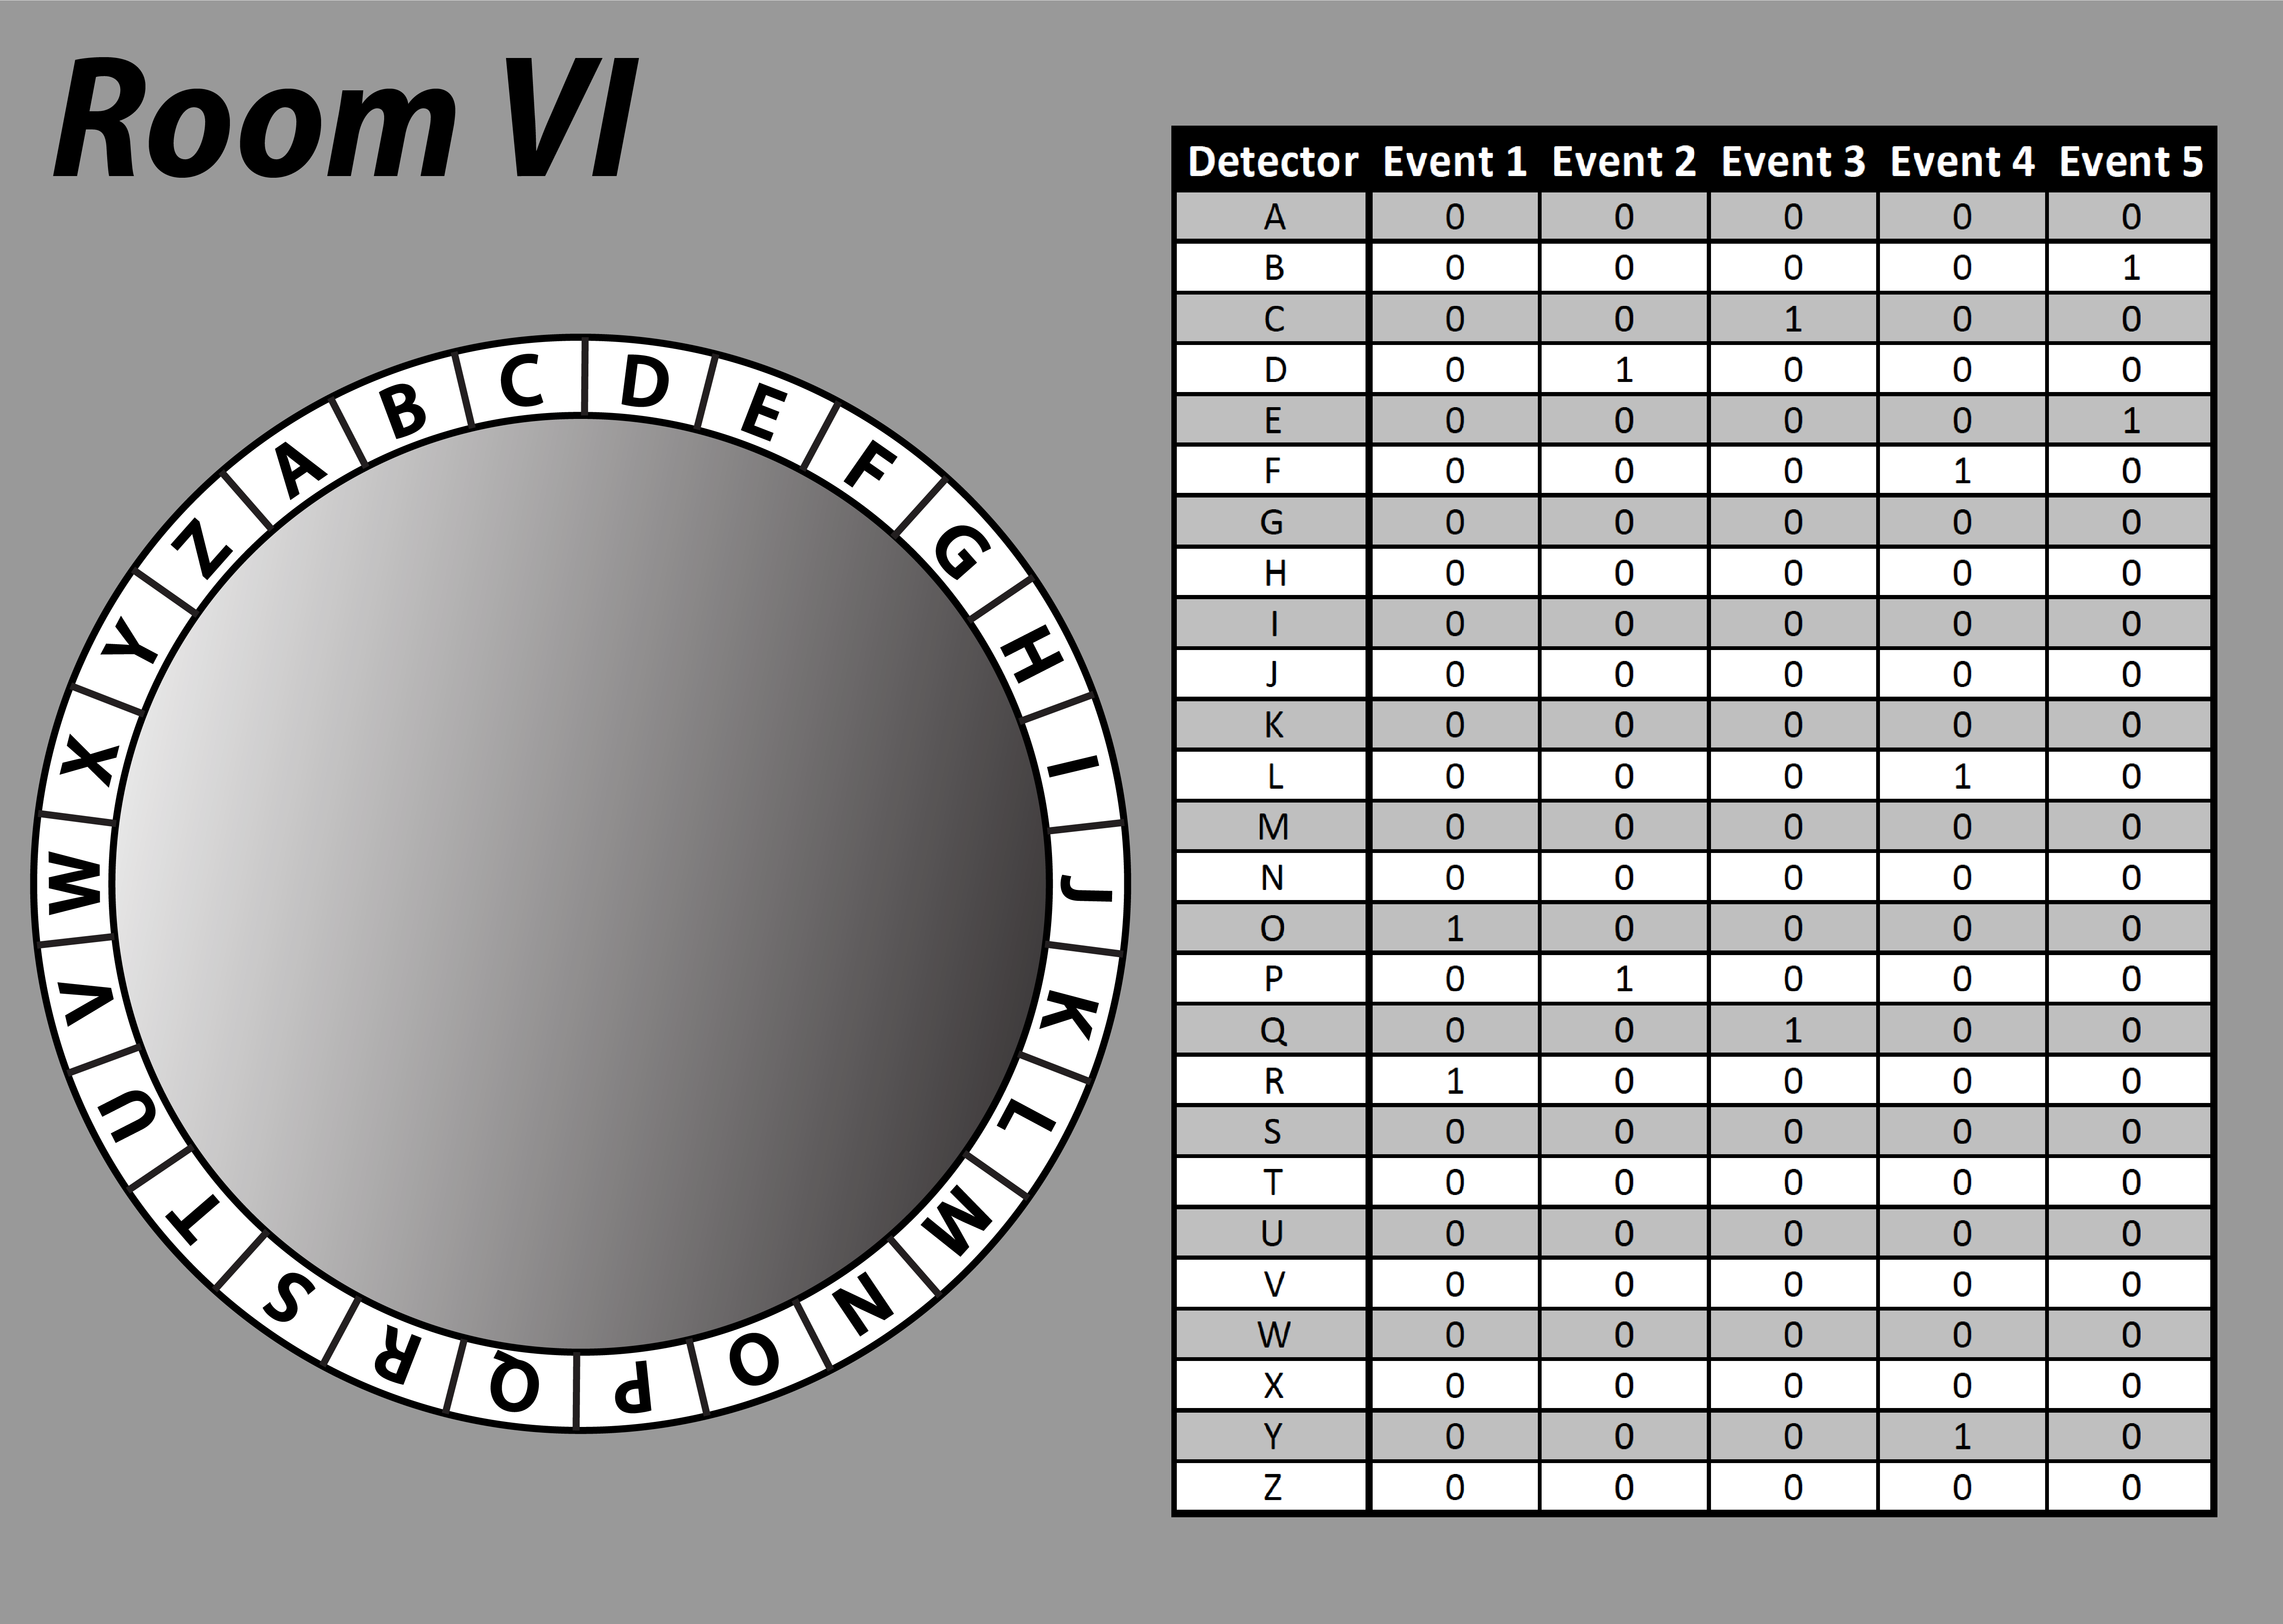 Room VI
Detector Event 1 Event 2 Event 3 Event 4 Event 5
A 0 0 0 0 0
B 0 0 0 0 1
C 0 0 1 0 0
D 0 1 0 0 0
E 0 0 0 0 1
F 0 0 0 1 0
G 0 0 0 0 0
H 0 0 0 0 0
I 0 0 0 0 0
J 0 0 0 0 0
K 0 0 0 0 0
L 0 0 0 1 0
M 0 0 0 0 0
N 0 0 0 0 0
O 1 0 0 0 0
P 0 1 0 0 0
Q 0 0 1 0 0
R 1 0 0 0 0
S 0 0 0 0 0
T 0 0 0 0 0
U 0 0 0 0 0
V 0 0 0 0 0
W 0 0 0 0 0
X 0 0 0 0 0
Y 0 0 0 1 0
Z 0 0 0 0 0
A B C D E F G H I J K L M N O P Q R S T U V W X Y Z